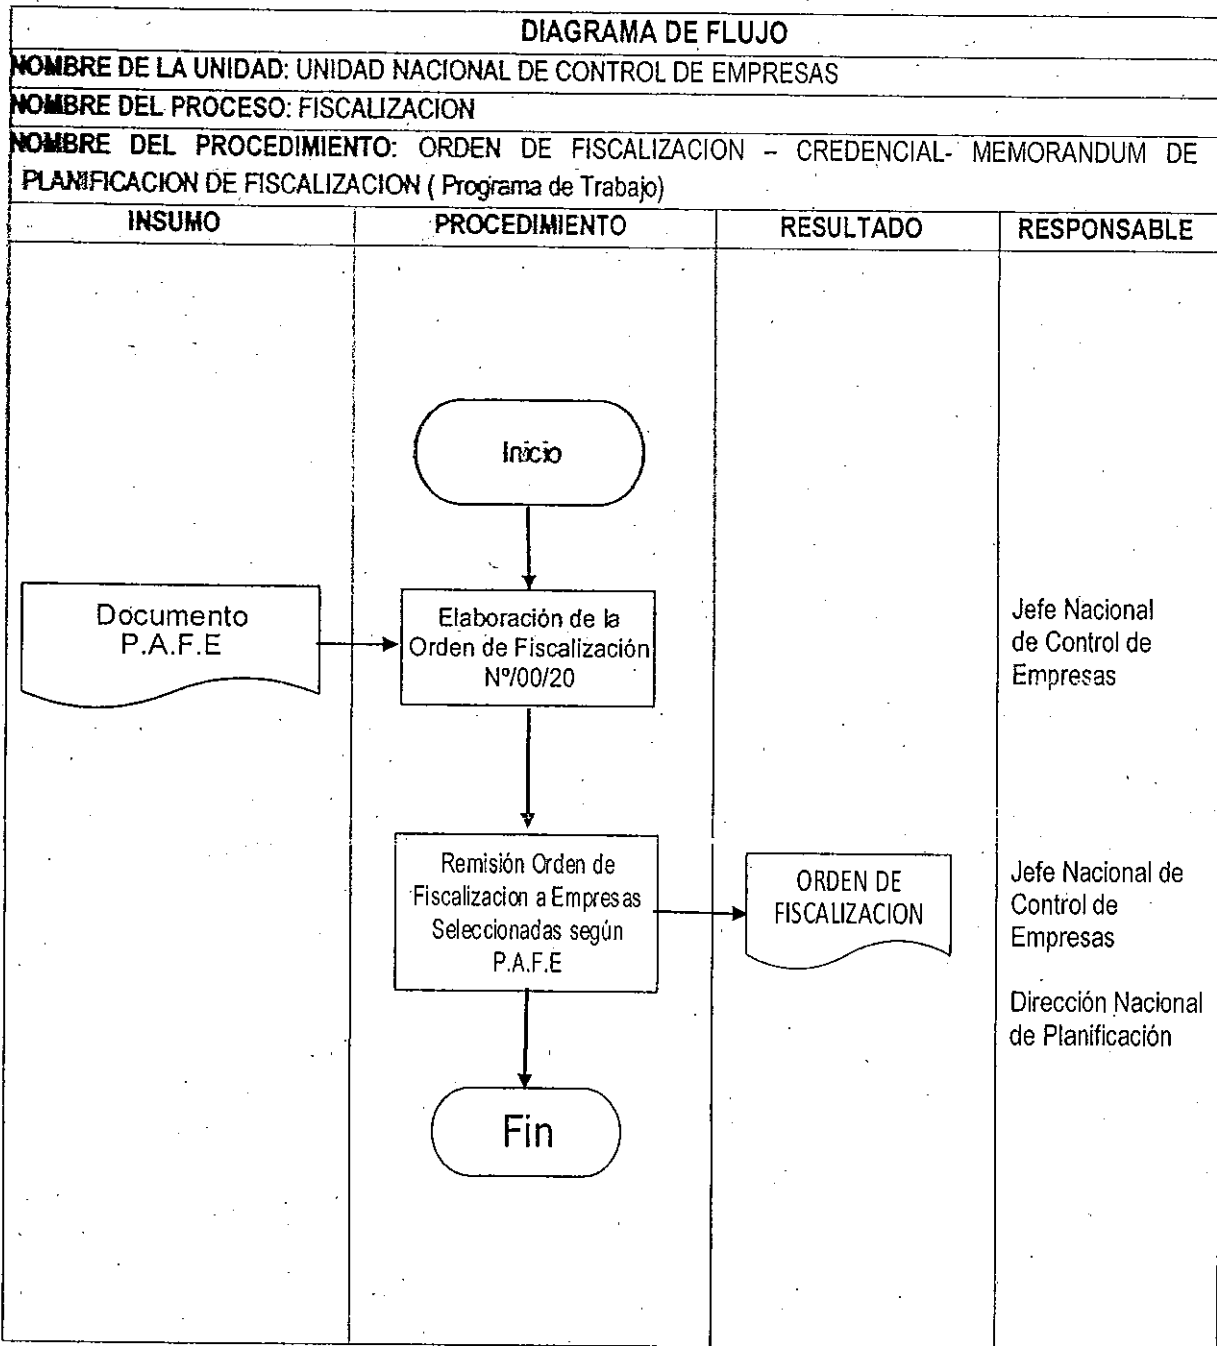 DIAGRAMA DE FLUJO
NOMBRE DE LA UNIDAD: UNIDAD NACIONAL DE CONTROL DE EMPRESAS
NOMBRE DEL PROCESO: FISCALIZACION
NOMBRE DEL PROCEDIMIENTO: ORDEN DE FISCALIZACION – CREDENCIAL- MEMORANDUM DE
PLANIFICACION DE FISCALIZACION ( Programa de Trabajo)
INSUMO PROCEDIMIENTO RESULTADO RESPONSABLE
Inicio
Documento
P.A.F.E
Elaboración de la
Orden de Fiscalización
Nº/00/20
Jefe Nacional
de Control de
Empresas
Remisión Orden de
Fiscalizacion a Empresas
Seleccionadas según
P.A.F.E
ORDEN DE
FISCALIZACION
Jefe Nacional de
Control de
Empresas
Dirección Nacional
de Planificación
Fin